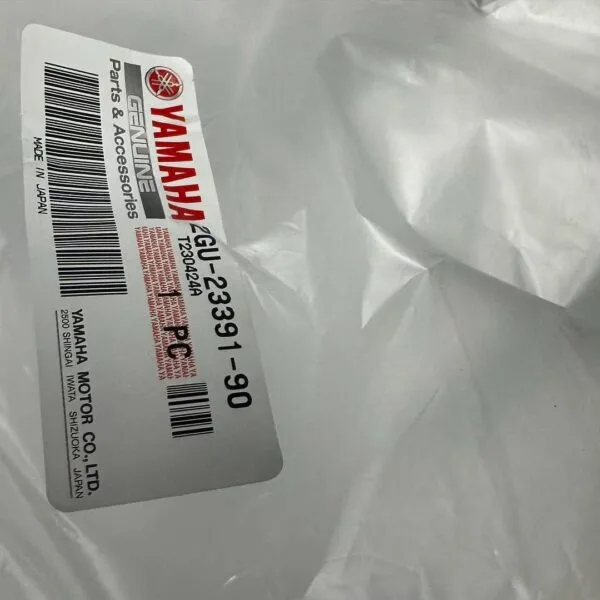 YAMAHA
GENUINE
Parts & Accessories
2GU-23391-90
T230424A
1 PC
MADE IN JAPAN
YAMAHA MOTOR CO.,LTD.
2500 SHINGAI IWATA SHIZUOKA JAPAN